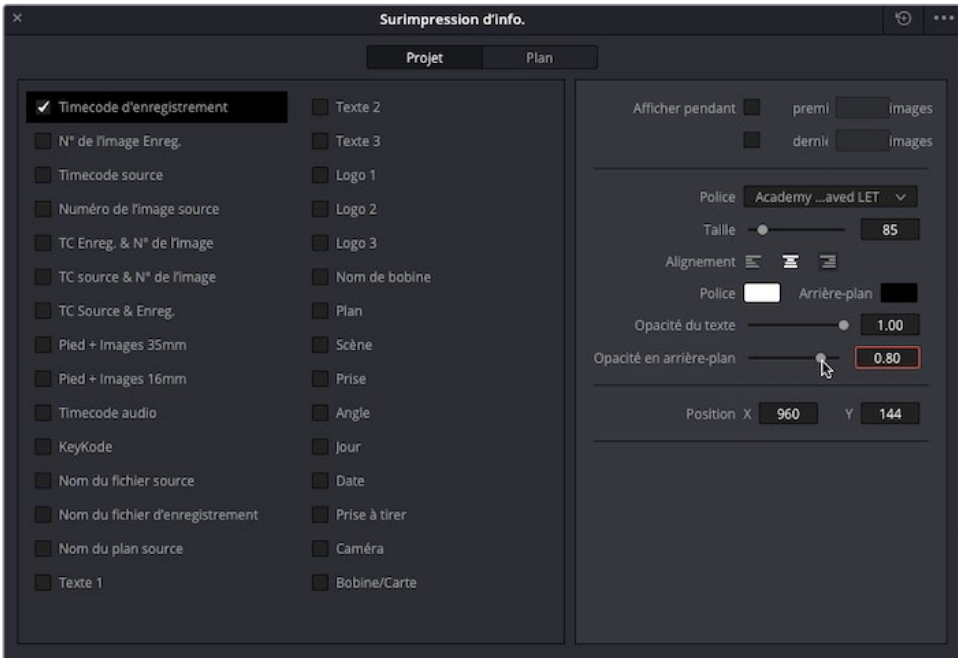 Surimpression d'info.
Projet Plan
Timecode d'enregistrement
N° de l'image Enreg.
Timecode source
Numéro de l'image source
TC Enreg. & N° de l'image
TC source & N° de l'image
TC Source & Enreg.
Pied + Images 35mm
Pied + Images 16mm
Timecode audio
KeyKode
Nom du fichier source
Nom du fichier d'enregistrement
Nom du plan source
Texte 1
Texte 2
Texte 3
Logo 1
Logo 2
Logo 3
Nom de bobine
Plan
Scène
Prise
Angle
Jour
Date
Prise à tirer
Caméra
Bobine/Carte
Afficher pendant premi images
dernie images
Police Academy ...aved LET
Taille 85
Alignement
Police Arrière-plan
Opacité du texte 1.00
Opacité en arrière-plan 0.80
Position X 960 Y 144